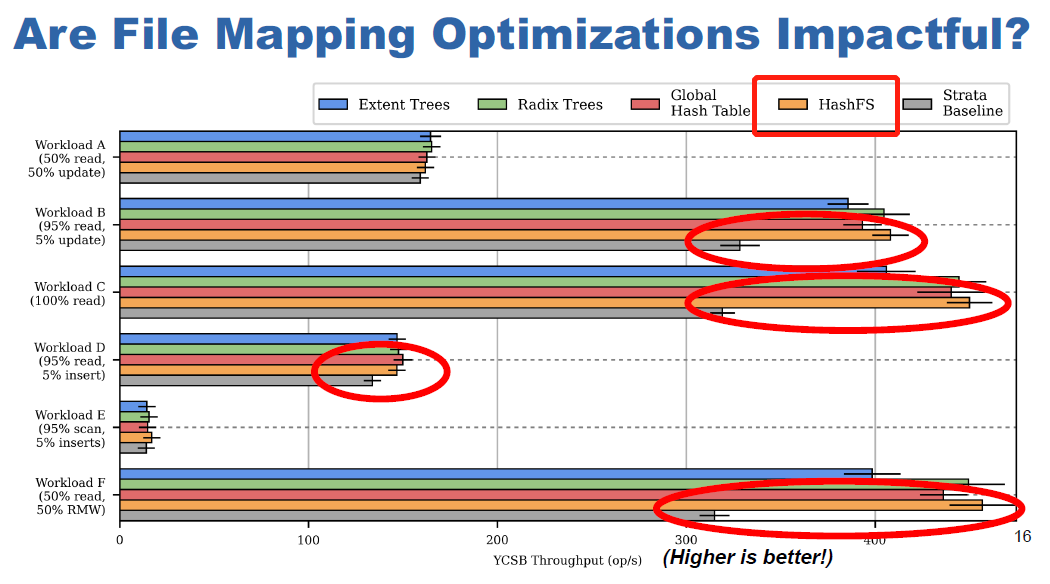 Are File Mapping Optimizations Impactful?
Extent Trees
Radix Trees
Global
Hash Table
HashFS
Strata
Baseline
Workload A
(50% read,
50% update)
Workload B
(95% read,
5% update)
Workload C
(100% read)
Workload D
(95% read,
5% insert)
Workload E
(95% scan,
5% inserts)
Workload F
(50% read,
50% RMW)
0
100
200
300
400
16
YCSB Throughput (op/s)
(Higher is better!)